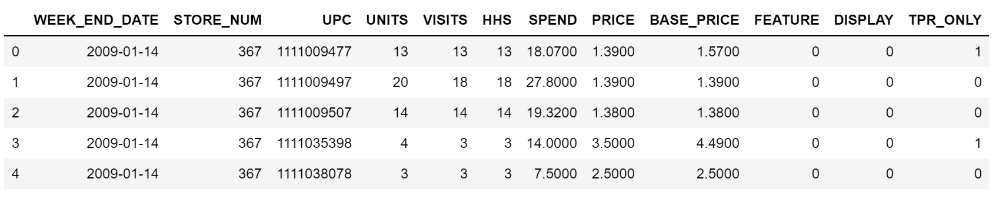 WEEK_END_DATE STORE_NUM UPC UNITS VISITS HHS SPEND PRICE BASE_PRICE FEATURE DISPLAY TPR_ONLY
0 2009-01-14 367 1111009477 13 13 13 18.0700 1.3900 1.5700 0 0 1
1 2009-01-14 367 1111009497 20 18 18 27.8000 1.3900 1.3900 0 0 0
2 2009-01-14 367 1111009507 14 14 14 19.3200 1.3800 1.3800 0 0 0
3 2009-01-14 367 1111035398 4 3 3 14.0000 3.5000 4.4900 0 0 1
4 2009-01-14 367 1111038078 3 3 3 7.5000 2.5000 2.5000 0 0 0